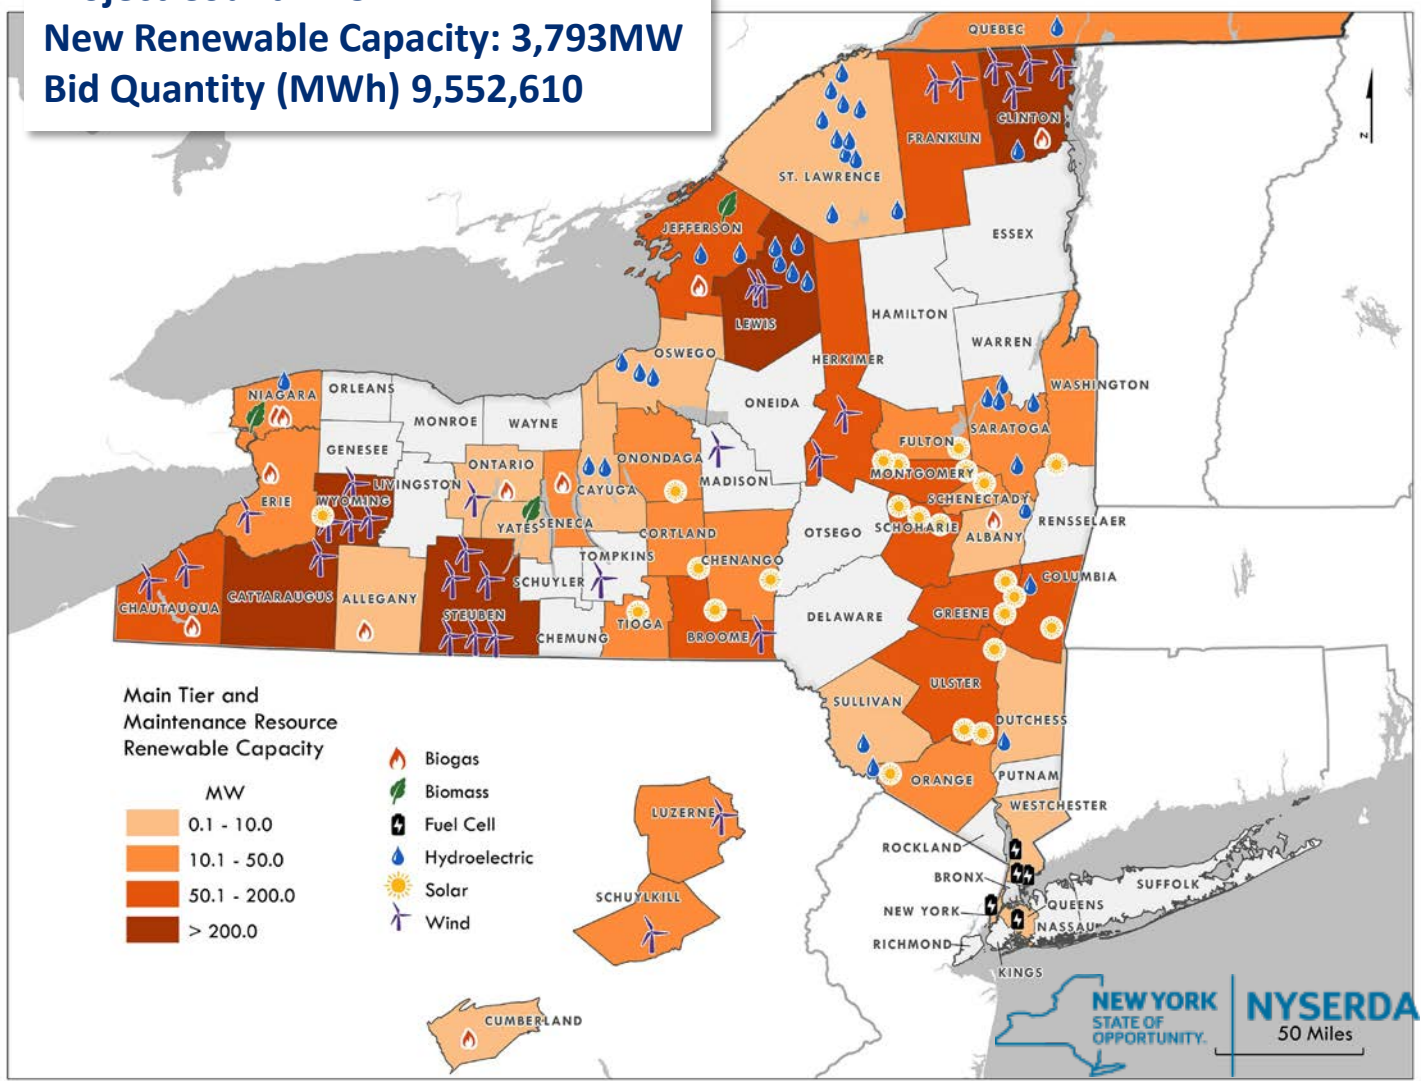 New Renewable Capacity: 3,793MW
Bid Quantity (MWh) 9,552,610
QUEBEC
CLINTON
FRANKLIN
ST. LAWRENCE
N
JEFFERSON
ESSEX
HAMILTON
LEWIS
WARREN
OSWEGO
HERKIMER
NIAGARA
ORLEANS
WASHINGTON
ONEIDA
MONROE
WAYNE
SARATOGA
FULTON
GENESEE
ONTARIO
ONONDAGA
MONTGOMERY
LIVINGSTON
CAYUGA
MADISON
ERIE
WYOMING
SCHENECTADY
YATES
SENECA
CORTLAND
OTSEGO
SCHOHARIE
RENSSELAER
ALBANY
TOMPKINS
CHENANGO
SCHUYLER
COLUMBIA
CHAUTAUQUA
CATTARAUGUS
ALLEGANY
STEUBEN
CHEMUNG
TIOGA
BROOME
DELAWARE
GREENE
ULSTER
SULLIVAN
DUTCHESS
ORANGE
PUTNAM
WESTCHESTER
ROCKLAND
BRONX
SUFFOLK
NEW YORK
QUEENS
NASSAU
RICHMOND
KINGS
Main Tier and
Maintenance Resource
Renewable Capacity
MW
0.1 - 10.0
10.1 - 50.0
50.1 - 200.0
> 200.0
Biogas
Biomass
Fuel Cell
Hydroelectric
Solar
Wind
LUZERNE
SCHUYLKILL
CUMBERLAND
NEW YORK
STATE OF
OPPORTUNITY.
NYSERDA
50 Miles